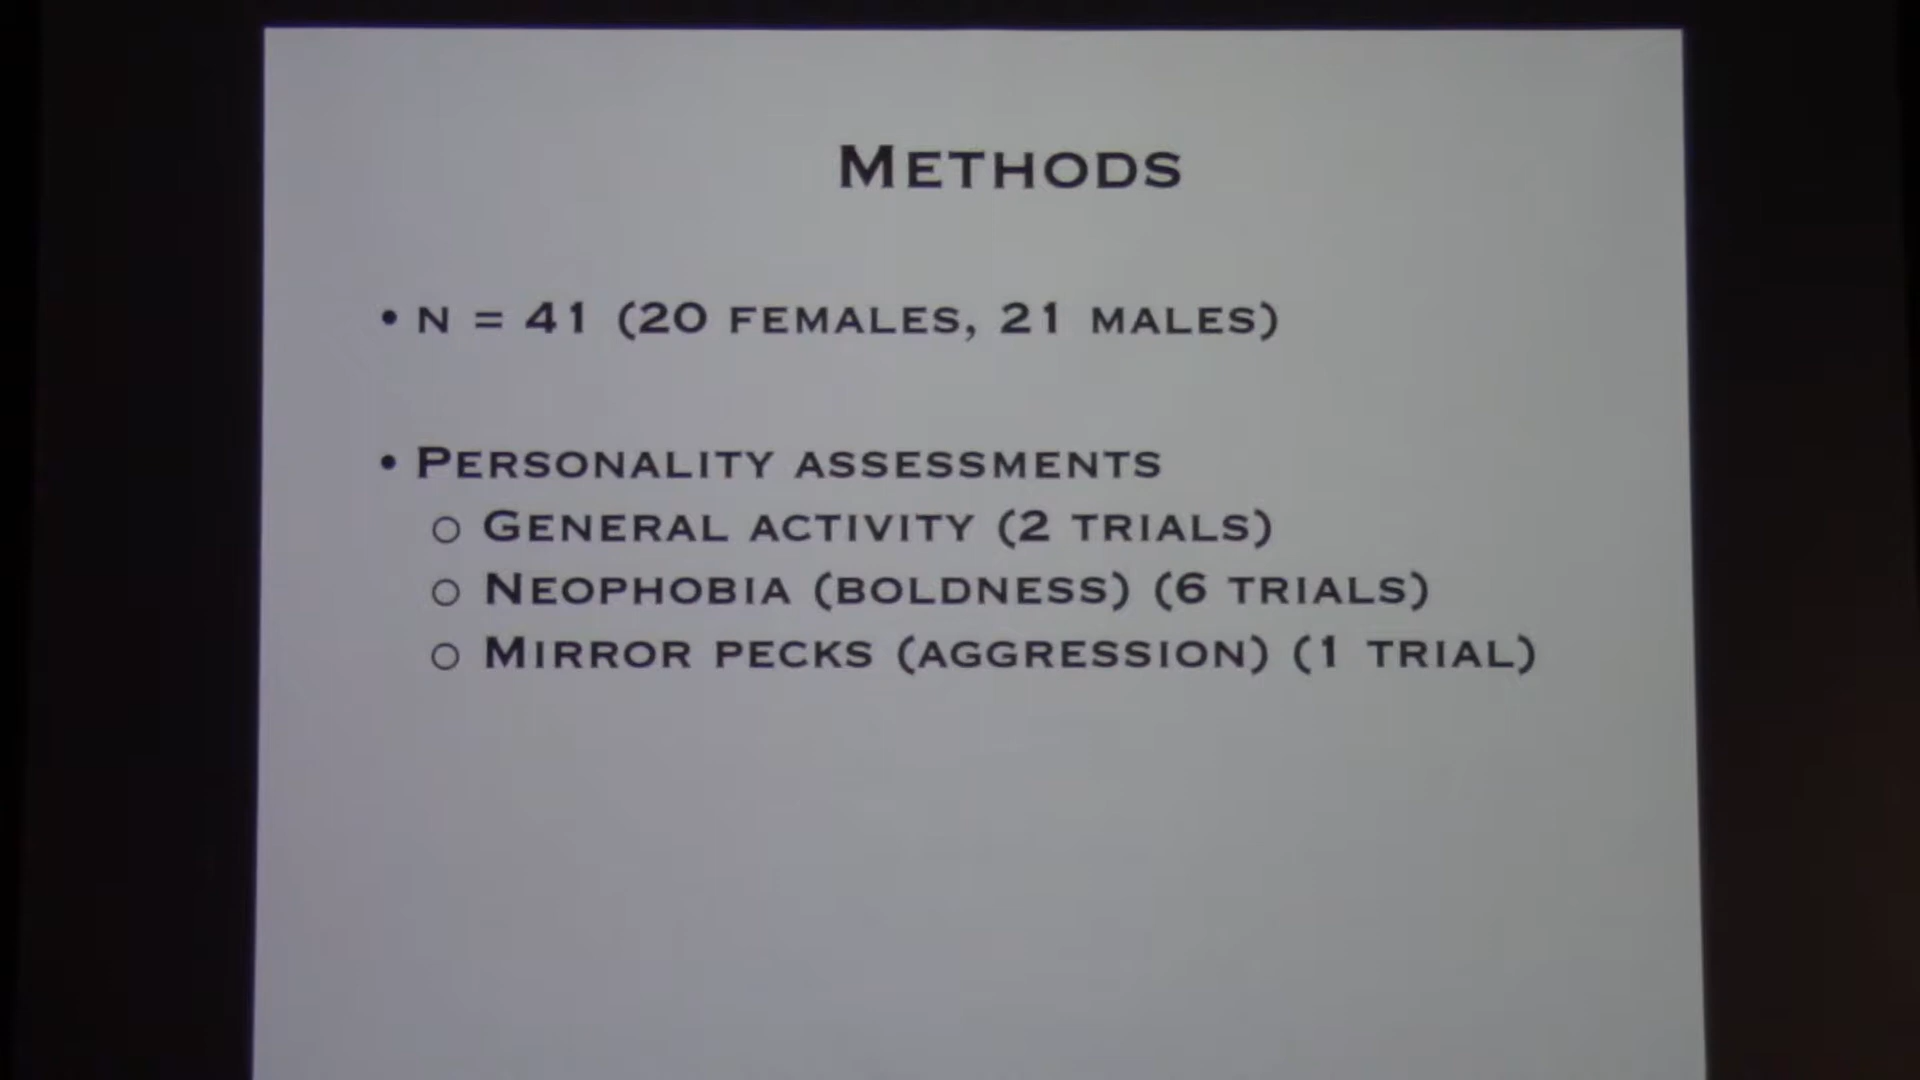 METHODS
• N = 41 (20 FEMALES, 21 MALES)
• PERSONALITY ASSESSMENTS
○ GENERAL ACTIVITY (2 TRIALS)
○ NEOPHOBIA (BOLDNESS) (6 TRIALS)
○ MIRROR PECKS (AGGRESSION) (1 TRIAL)